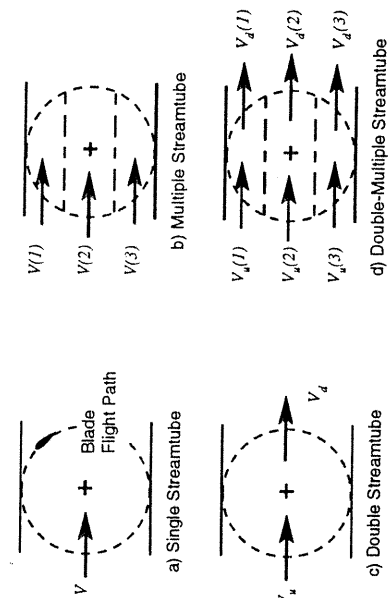 V
Blade
Flight Path
a) Single Streamtube
V(1)
V(2)
V(3)
b) Multiple Streamtube
V_u
V_d
c) Double Streamtube
V_u(1)
V_u(2)
V_u(3)
V_d(1)
V_d(2)
V_d(3)
d) Double-Multiple Streamtube